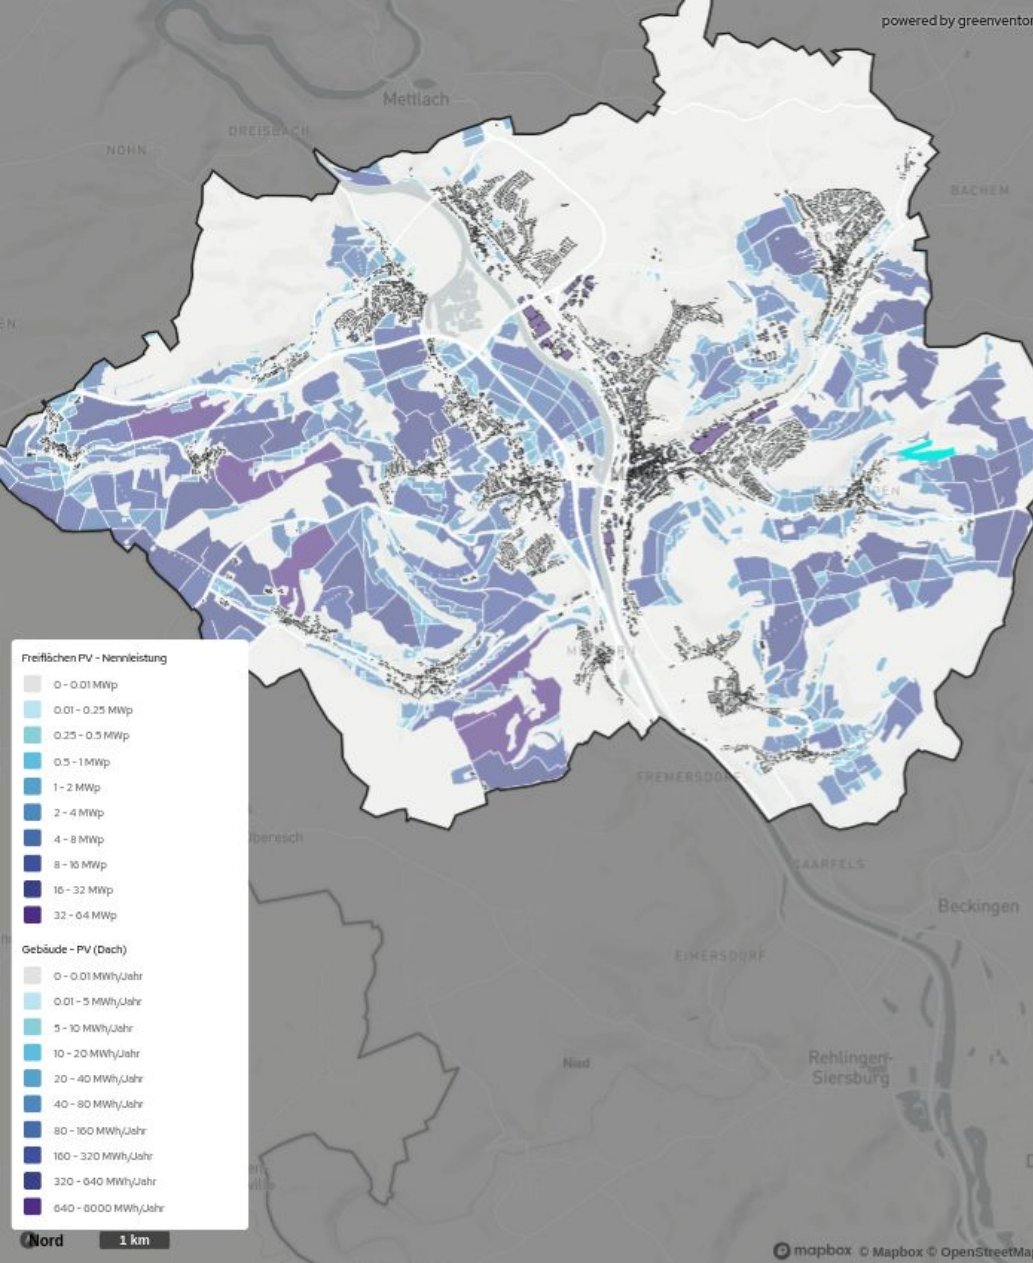 powered by greenventor
Mettlach
DREISBACH
NOHN
BACHEM
EN
FREMERSDORF
SAARFELS
Beckingen
EIMERSDORF
Nied
Rehlingen-
Siersburg
Freiflächen PV - Nennleistung
0 - 0.01 MWp
0.01 - 0.25 MWp
0.25 - 0.5 MWp
0.5 - 1 MWp
1 - 2 MWp
2 - 4 MWp
4 - 8 MWp
8 - 16 MWp
16 - 32 MWp
32 - 64 MWp
Gebäude - PV (Dach)
0 - 0.01 MWh/Jahr
0.01 - 5 MWh/Jahr
5 - 10 MWh/Jahr
10 - 20 MWh/Jahr
20 - 40 MWh/Jahr
40 - 80 MWh/Jahr
80 - 160 MWh/Jahr
160 - 320 MWh/Jahr
320 - 640 MWh/Jahr
640 - 6000 MWh/Jahr
Nord
1 km
mapbox © Mapbox © OpenStreetMa